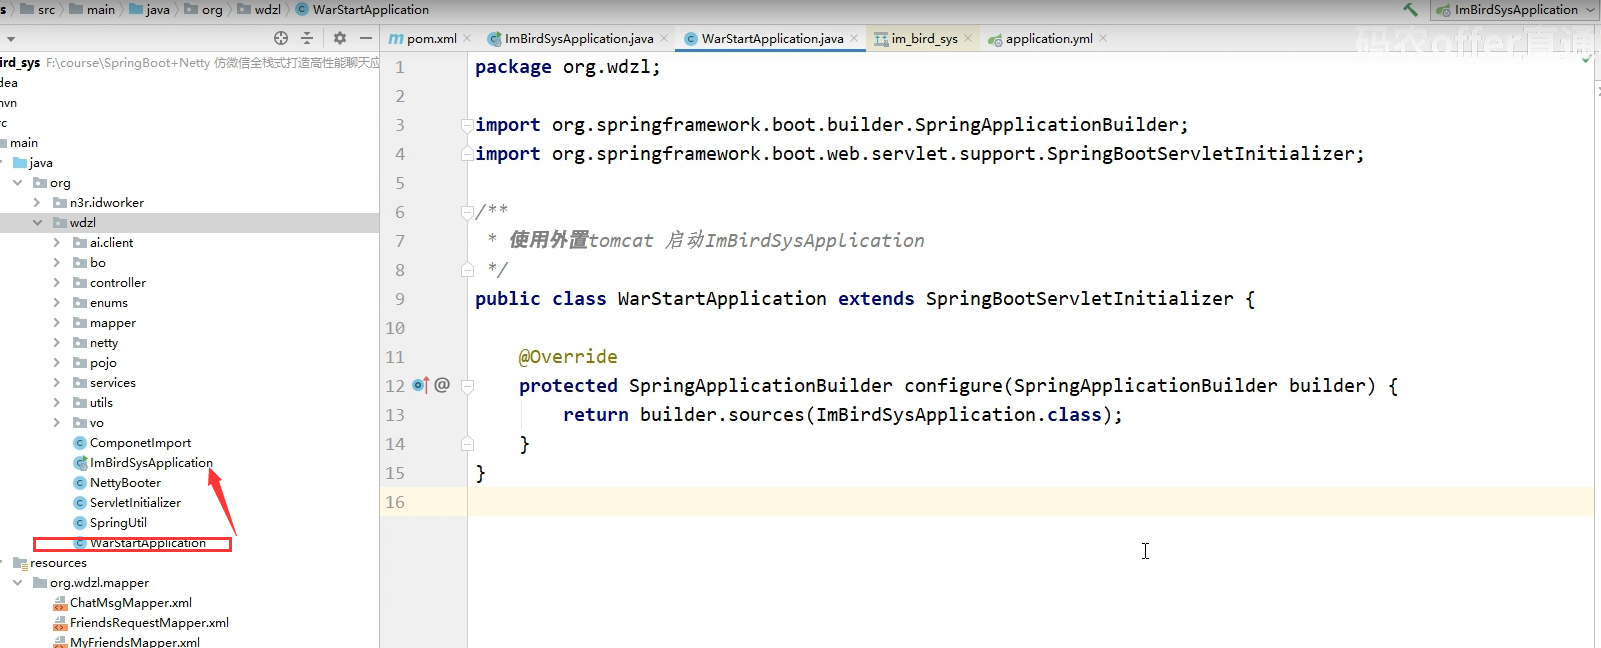 s src main java org wdzl WarStartApplication ImBirdSysApplication
pom.xml ImBirdSysApplication.java WarStartApplication.java im_bird_sys application.yml
码农offer直通
ird_sys F:\course\SpringBoot+Netty 仿微信全栈式打造高性能聊天应
dea
nvn
rc
main
java
org
n3r.idworker
wdzl
ai.client
bo
controller
enums
mapper
netty
pojo
services
utils
vo
ComponetImport
ImBirdSysApplication
NettyBooter
ServletInitializer
SpringUtil
WarStartApplication
resources
org.wdzl.mapper
ChatMsgMapper.xml
FriendsRequestMapper.xml
MyFriendsMapper.xml
1 package org.wdzl;
2
3 import org.springframework.boot.builder.SpringApplicationBuilder;
4 import org.springframework.boot.web.servlet.support.SpringBootServletInitializer;
5
6 /**
7 * 使用外置tomcat 启动ImBirdSysApplication
8 */
9 public class WarStartApplication extends SpringBootServletInitializer {
10
11 @Override
12 protected SpringApplicationBuilder configure(SpringApplicationBuilder builder) {
13 return builder.sources(ImBirdSysApplication.class);
14 }
15 }
16